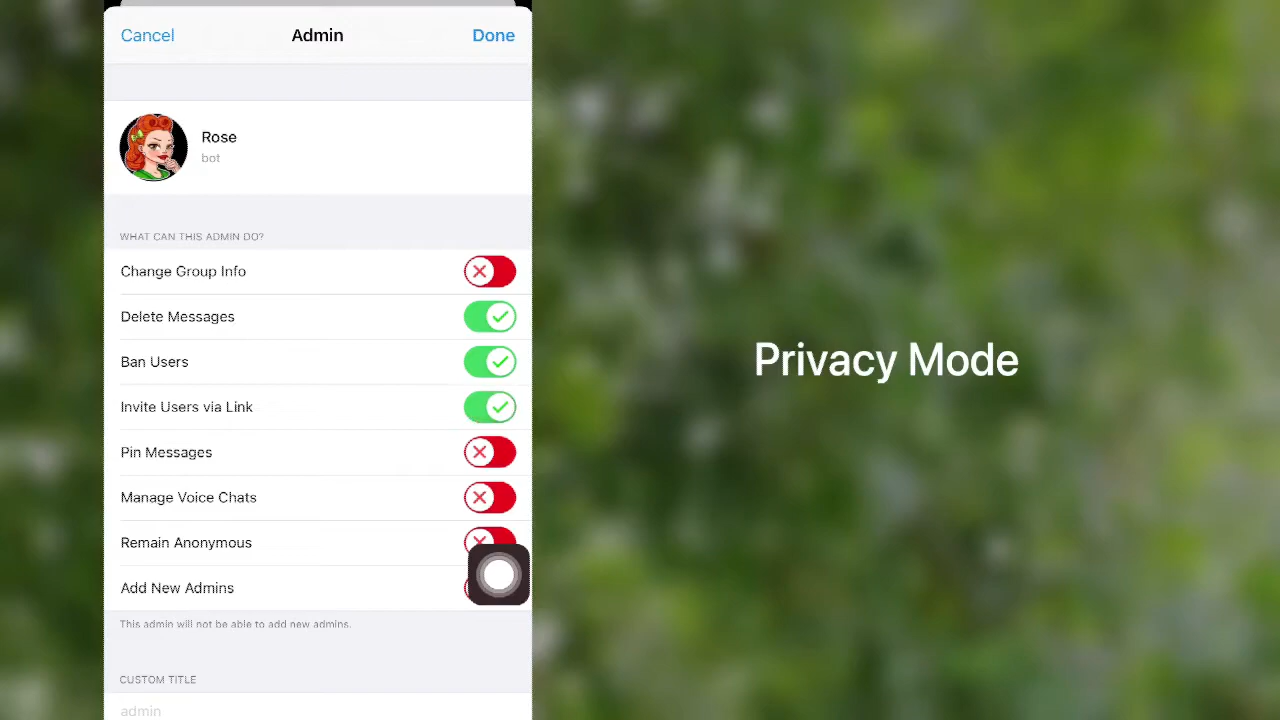 Cancel
Admin
Done
Rose
bot
WHAT CAN THIS ADMIN DO?
Change Group Info
Delete Messages
Ban Users
Invite Users via Link
Pin Messages
Manage Voice Chats
Remain Anonymous
Add New Admins
This admin will not be able to add new admins.
CUSTOM TITLE
admin
Privacy Mode